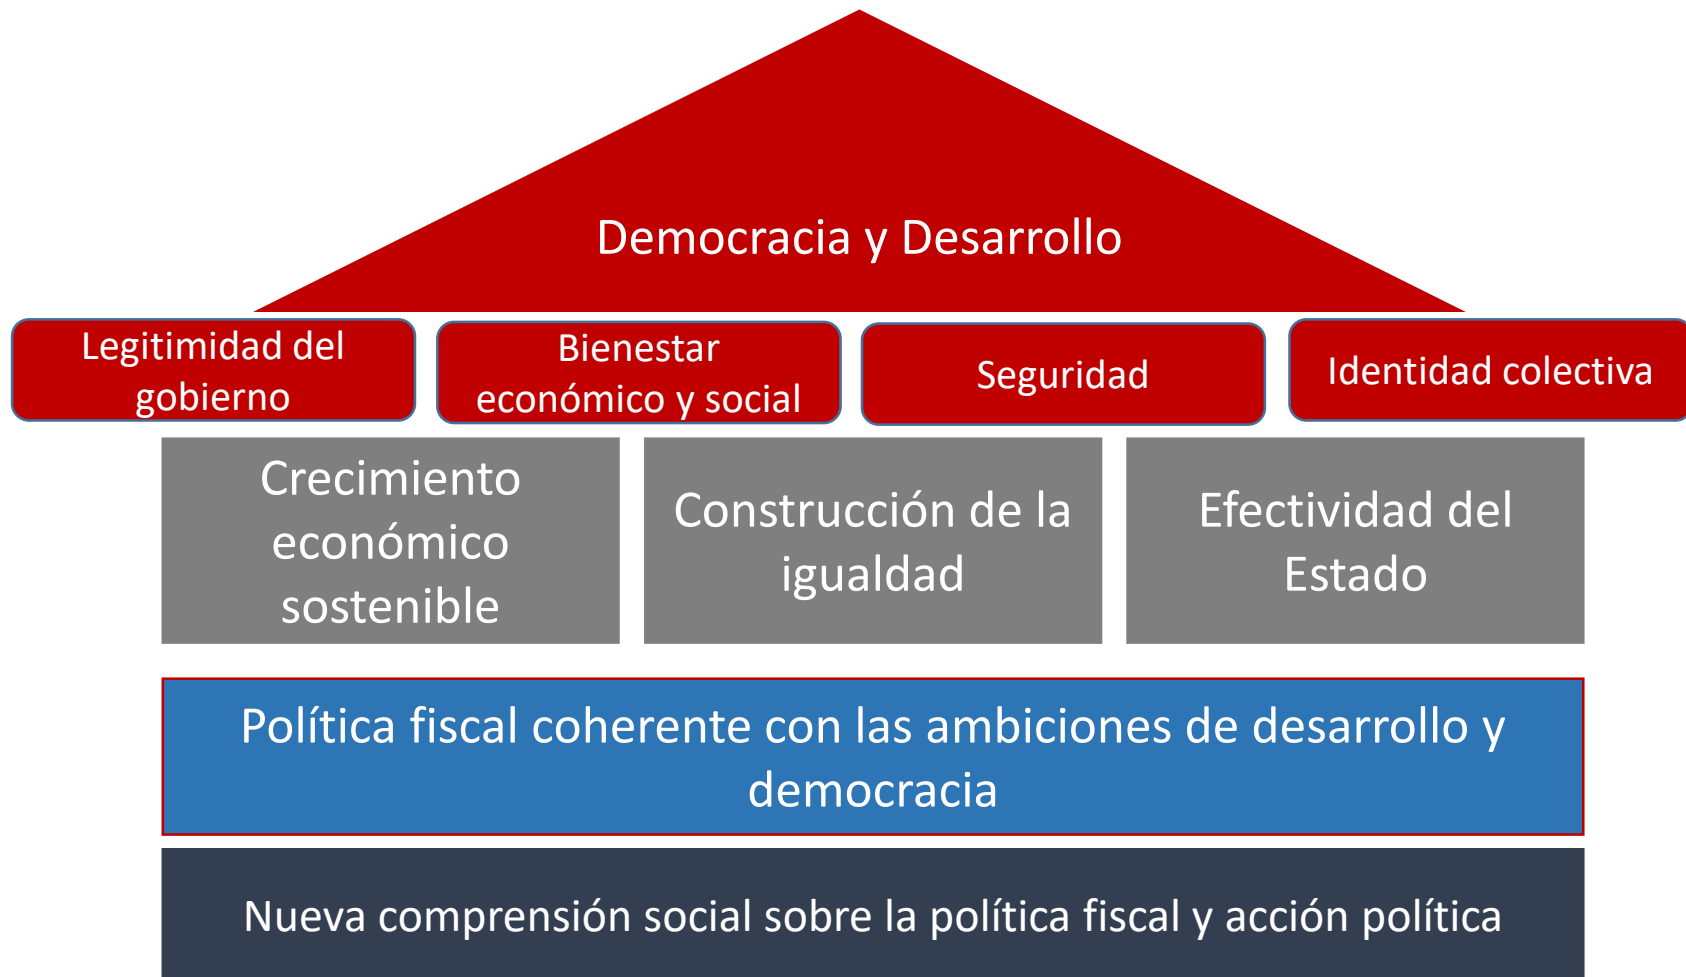 Democracia y Desarrollo
Legitimidad del
gobierno
Bienestar
económico y social
Seguridad
Identidad colectiva
Crecimiento
económico
sostenible
Construcción de la
igualdad
Efectividad del
Estado
Política fiscal coherente con las ambiciones de desarrollo y
democracia
Nueva comprensión social sobre la política fiscal y acción política